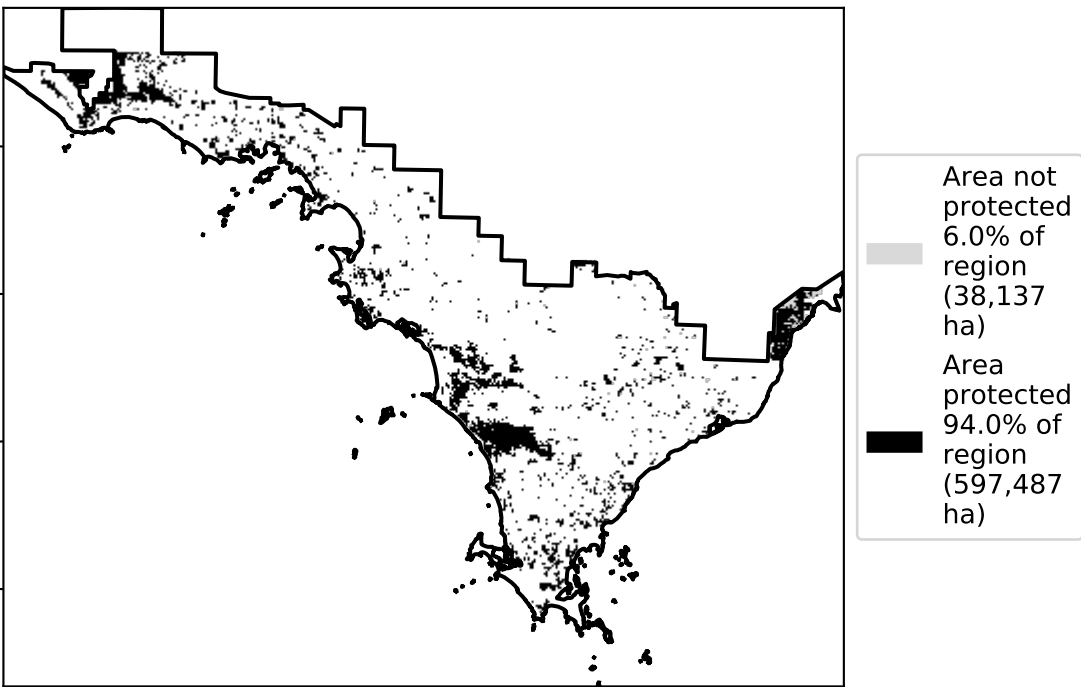 Area not
protected
6.0% of
region
(38,137
ha)
Area
protected
94.0% of
region
(597,487
ha)